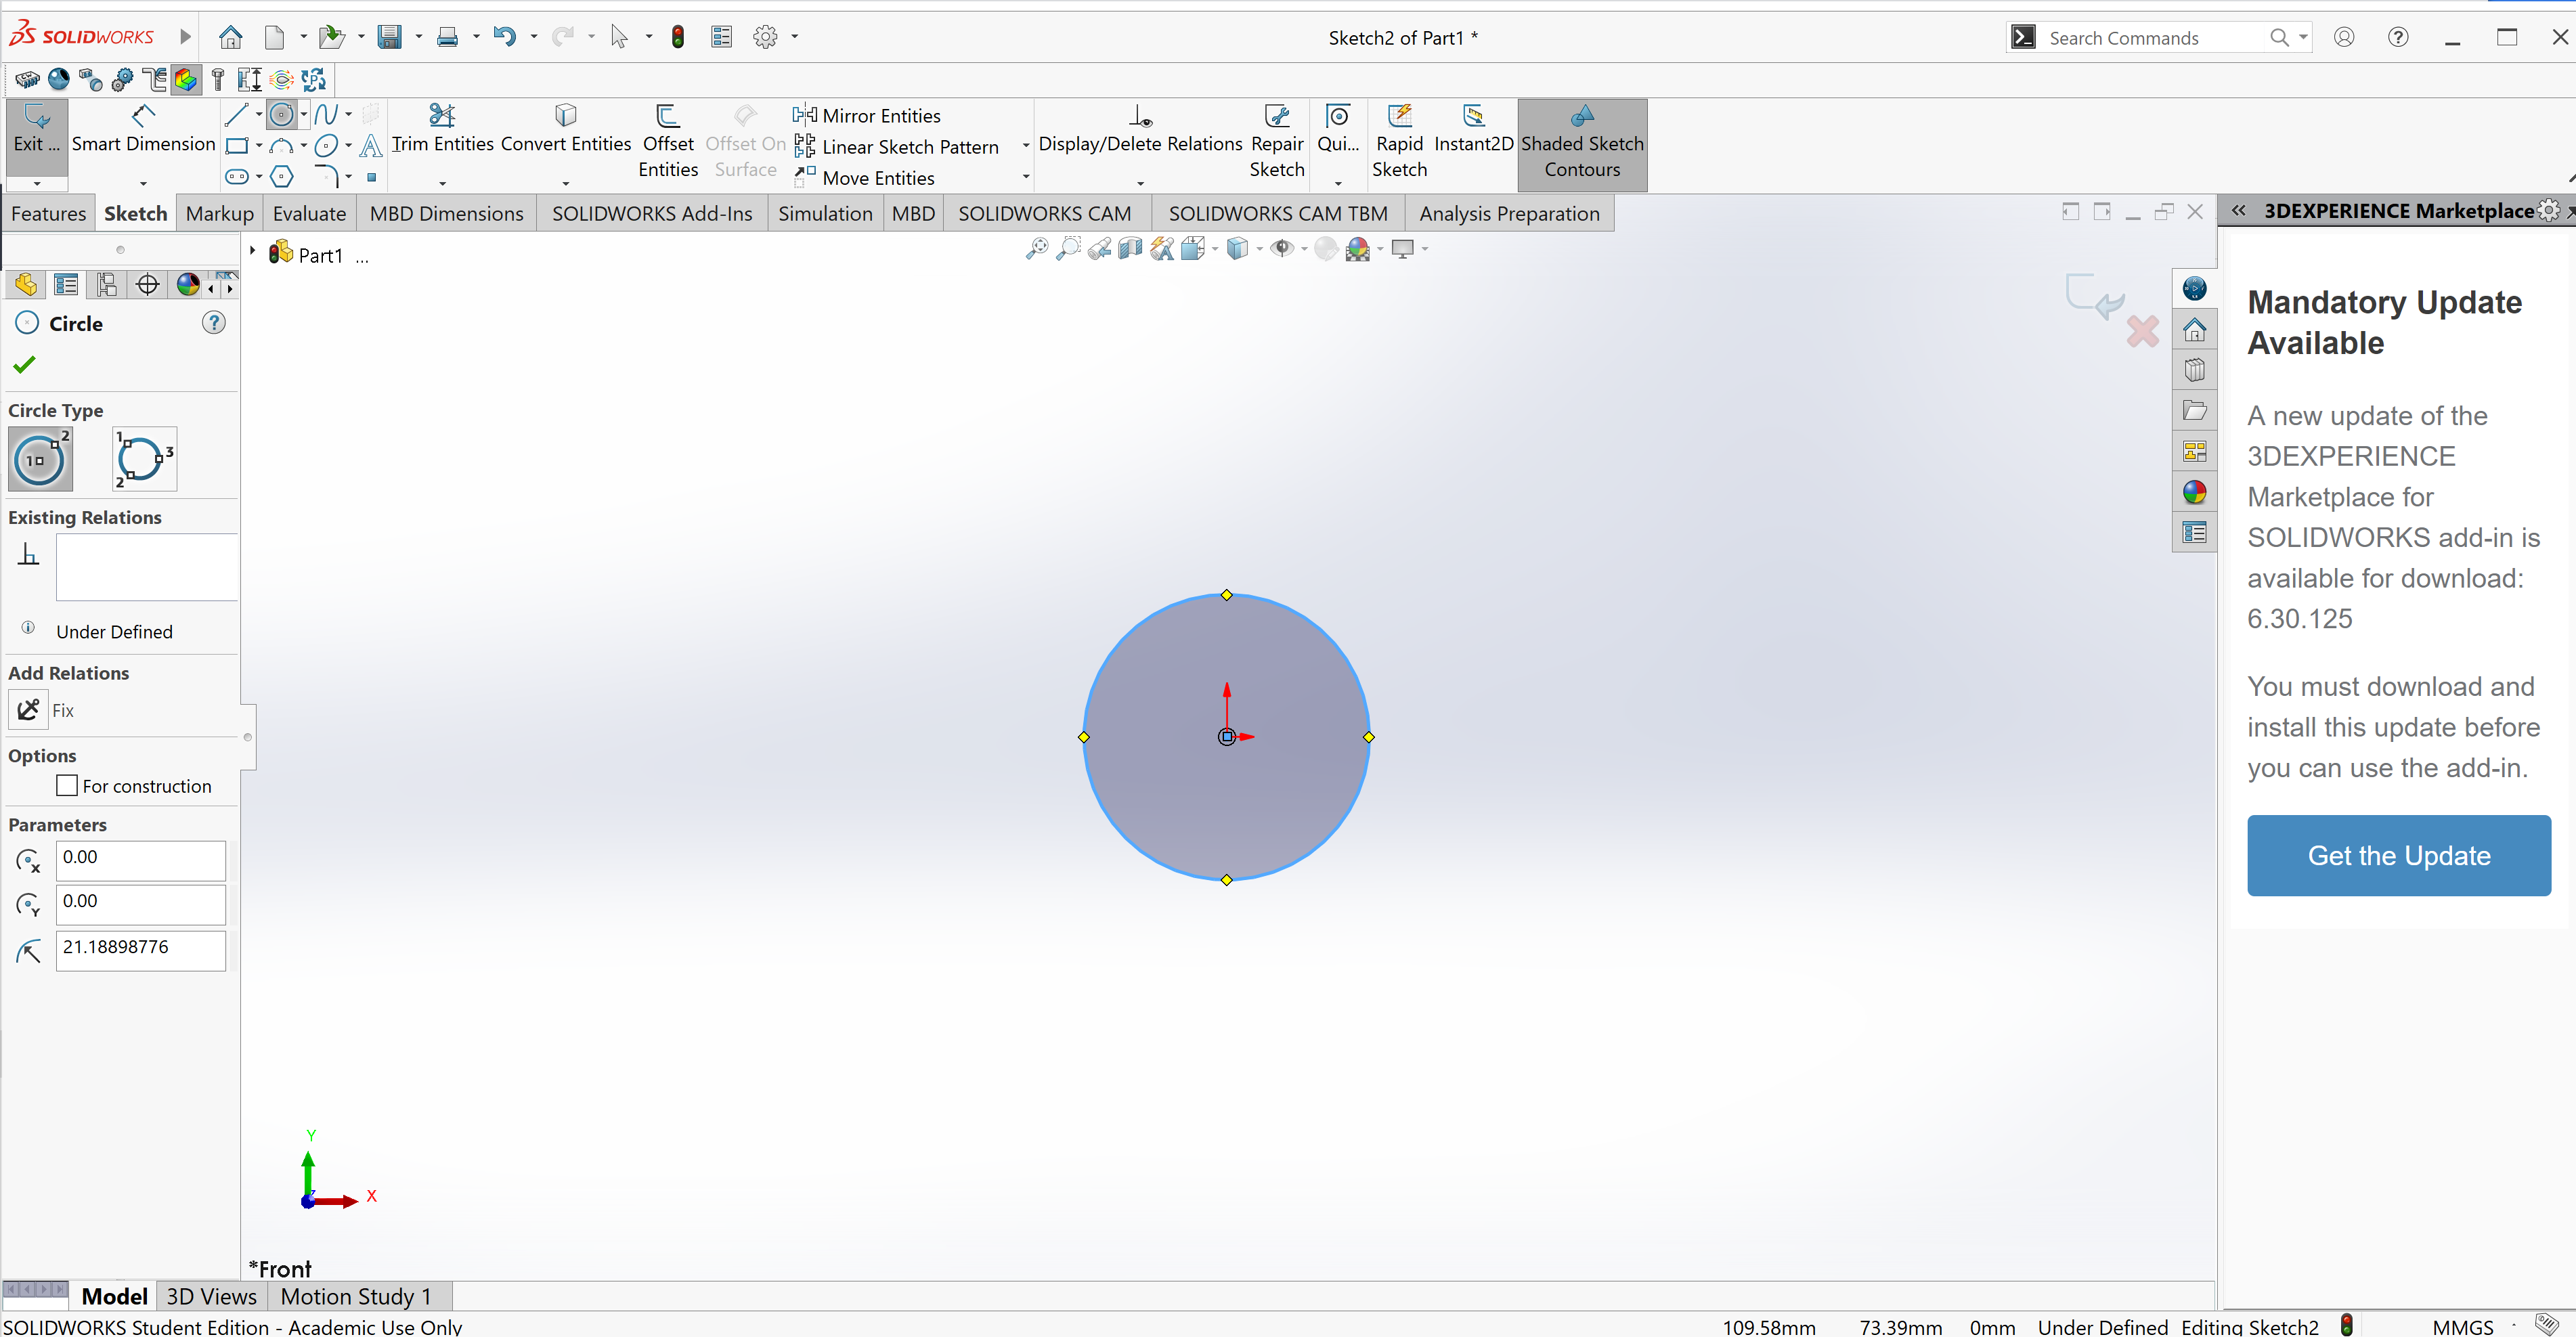 SOLIDWORKS
Sketch2 of Part1 *
Search Commands
Exit ...
Smart Dimension
Trim Entities
Convert Entities
Offset
Entities
Offset On
Surface
Mirror Entities
Linear Sketch Pattern
Move Entities
Display/Delete Relations
Repair
Sketch
Qui...
Rapid
Sketch
Instant2D
Shaded Sketch
Contours
Features
Sketch
Markup
Evaluate
MBD Dimensions
SOLIDWORKS Add-Ins
Simulation
MBD
SOLIDWORKS CAM
SOLIDWORKS CAM TBM
Analysis Preparation
Part1 ...
Circle
Circle Type
1 2
1 2 3
Existing Relations
Under Defined
Add Relations
Fix
Options
For construction
Parameters
X
0.00
Y
0.00
21.18898776
Y
Z
X
*Front
3DEXPERIENCE Marketplace
Mandatory Update
Available
A new update of the
3DEXPERIENCE
Marketplace for
SOLIDWORKS add-in is
available for download:
6.30.125
You must download and
install this update before
you can use the add-in.
Get the Update
Model
3D Views
Motion Study 1
SOLIDWORKS Student Edition - Academic Use Only
109.58mm
73.39mm
0mm
Under Defined
Editing Sketch2
MMGS